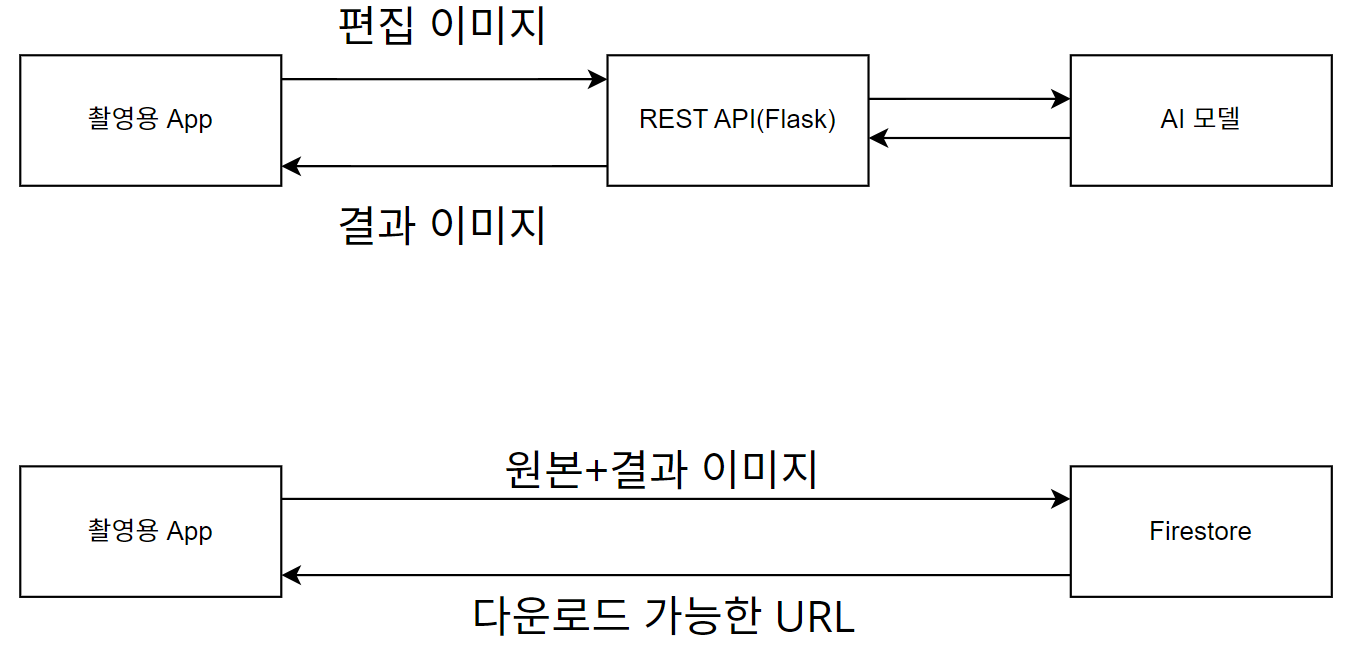 편집 이미지
촬영용 App
REST API(Flask)
AI 모델
결과 이미지
원본+결과 이미지
촬영용 App
Firestore
다운로드 가능한 URL